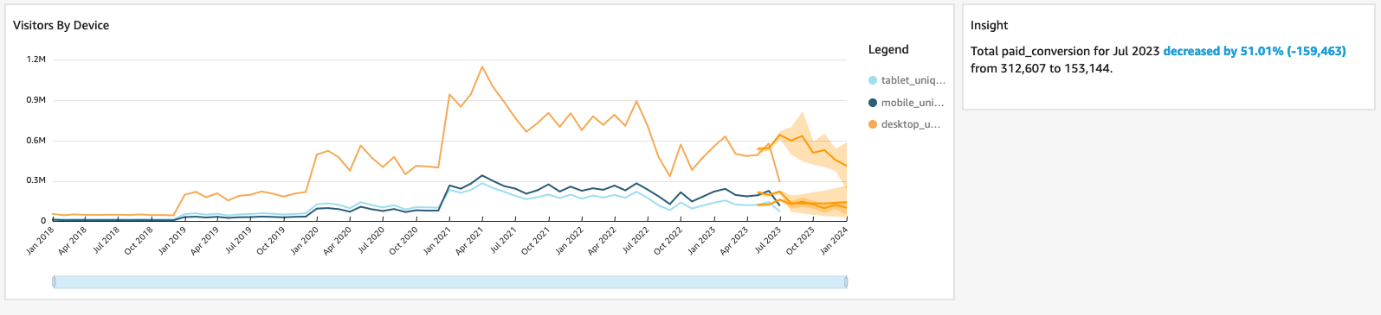 Visitors By Device
1.2M
0.9M
0.6M
0.3M
0
Jan 2018
Apr 2018
Jul 2018
Oct 2018
Jan 2019
Apr 2019
Jul 2019
Oct 2019
Jan 2020
Apr 2020
Jul 2020
Oct 2020
Jan 2021
Apr 2021
Jul 2021
Oct 2021
Jan 2022
Apr 2022
Jul 2022
Oct 2022
Jan 2023
Apr 2023
Jul 2023
Oct 2023
Jan 2024
Legend
tablet_uniq...
mobile_uni...
desktop_u...
Insight
Total paid_conversion for Jul 2023 decreased by 51.01% (-159,463)
from 312,607 to 153,144.